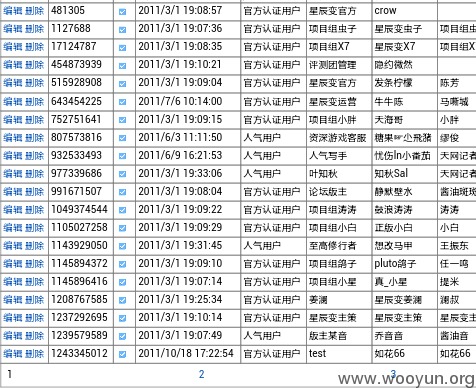 编辑 删除 481305 2011/3/1 19:08:57 官方认证用户 星辰变官方 crow
编辑 删除 1127688 2011/3/1 19:07:36 官方认证用户 项目组虫子 星辰变虫子 项目组虫
编辑 删除 17124787 2011/3/1 19:08:35 官方认证用户 项目组X7 星辰变X7 项目组X
编辑 删除 454873939 2011/3/1 19:10:21 官方认证用户 评测团管理 隐约微然
编辑 删除 515928908 2011/3/1 19:09:04 官方认证用户 星辰变官方 发条柠檬 陈芳
编辑 删除 643454225 2011/7/6 10:14:00 官方认证用户 星辰变运营 牛牛陈 马嘶城
编辑 删除 752751641 2011/3/1 19:09:15 官方认证用户 项目组小胖 天海哥 小胖
编辑 删除 807573816 2011/6/3 11:11:50 人气用户 资深游戏客服 糖果 尐飛豬 缪俊
编辑 删除 932533493 2011/6/9 16:21:53 人气用户 人气写手 忧伤ln小番茄 天网记者
编辑 删除 977339686 2011/3/1 19:33:06 人气用户 叶知秋 知秋Sal 天网记者
编辑 删除 991671507 2011/3/1 19:08:04 官方认证用户 论坛版主 静默壁水 酱油斑斑
编辑 删除 1049374544 2011/3/1 19:09:22 官方认证用户 项目组涛涛 鼓浪涛涛 涛涛
编辑 删除 1105027258 2011/3/1 19:09:29 官方认证用户 项目组小白 正版小白 小白
编辑 删除 1143929050 2011/3/1 19:31:45 人气用户 至高修行者 想改马甲 王振东
编辑 删除 1145894372 2011/3/1 19:09:10 官方认证用户 项目组鸽子 pluto鸽子 任一鸣
编辑 删除 1145896416 2011/3/1 19:07:14 官方认证用户 项目组小星 真_小星 提米
编辑 删除 1208767585 2011/3/1 19:25:34 官方认证用户 姜澜 星辰变姜澜 澜叔
编辑 删除 1237292695 2011/3/1 19:10:14 官方认证用户 星辰变主策 星辰变主策 星辰变主
编辑 删除 1239579589 2011/3/1 19:07:49 人气用户 版主某音 乔音音 酱油音
编辑 删除 1243345012 2011/10/18 17:22:54 官方认证用户 test 如花66 如花66
1 2 3
www.wooyun.org